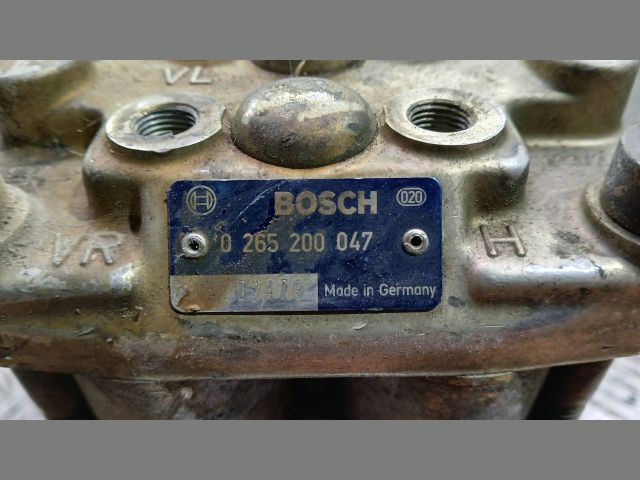 VL
BOSCH 020
0 265 200 047
VR
H
Made in Germany